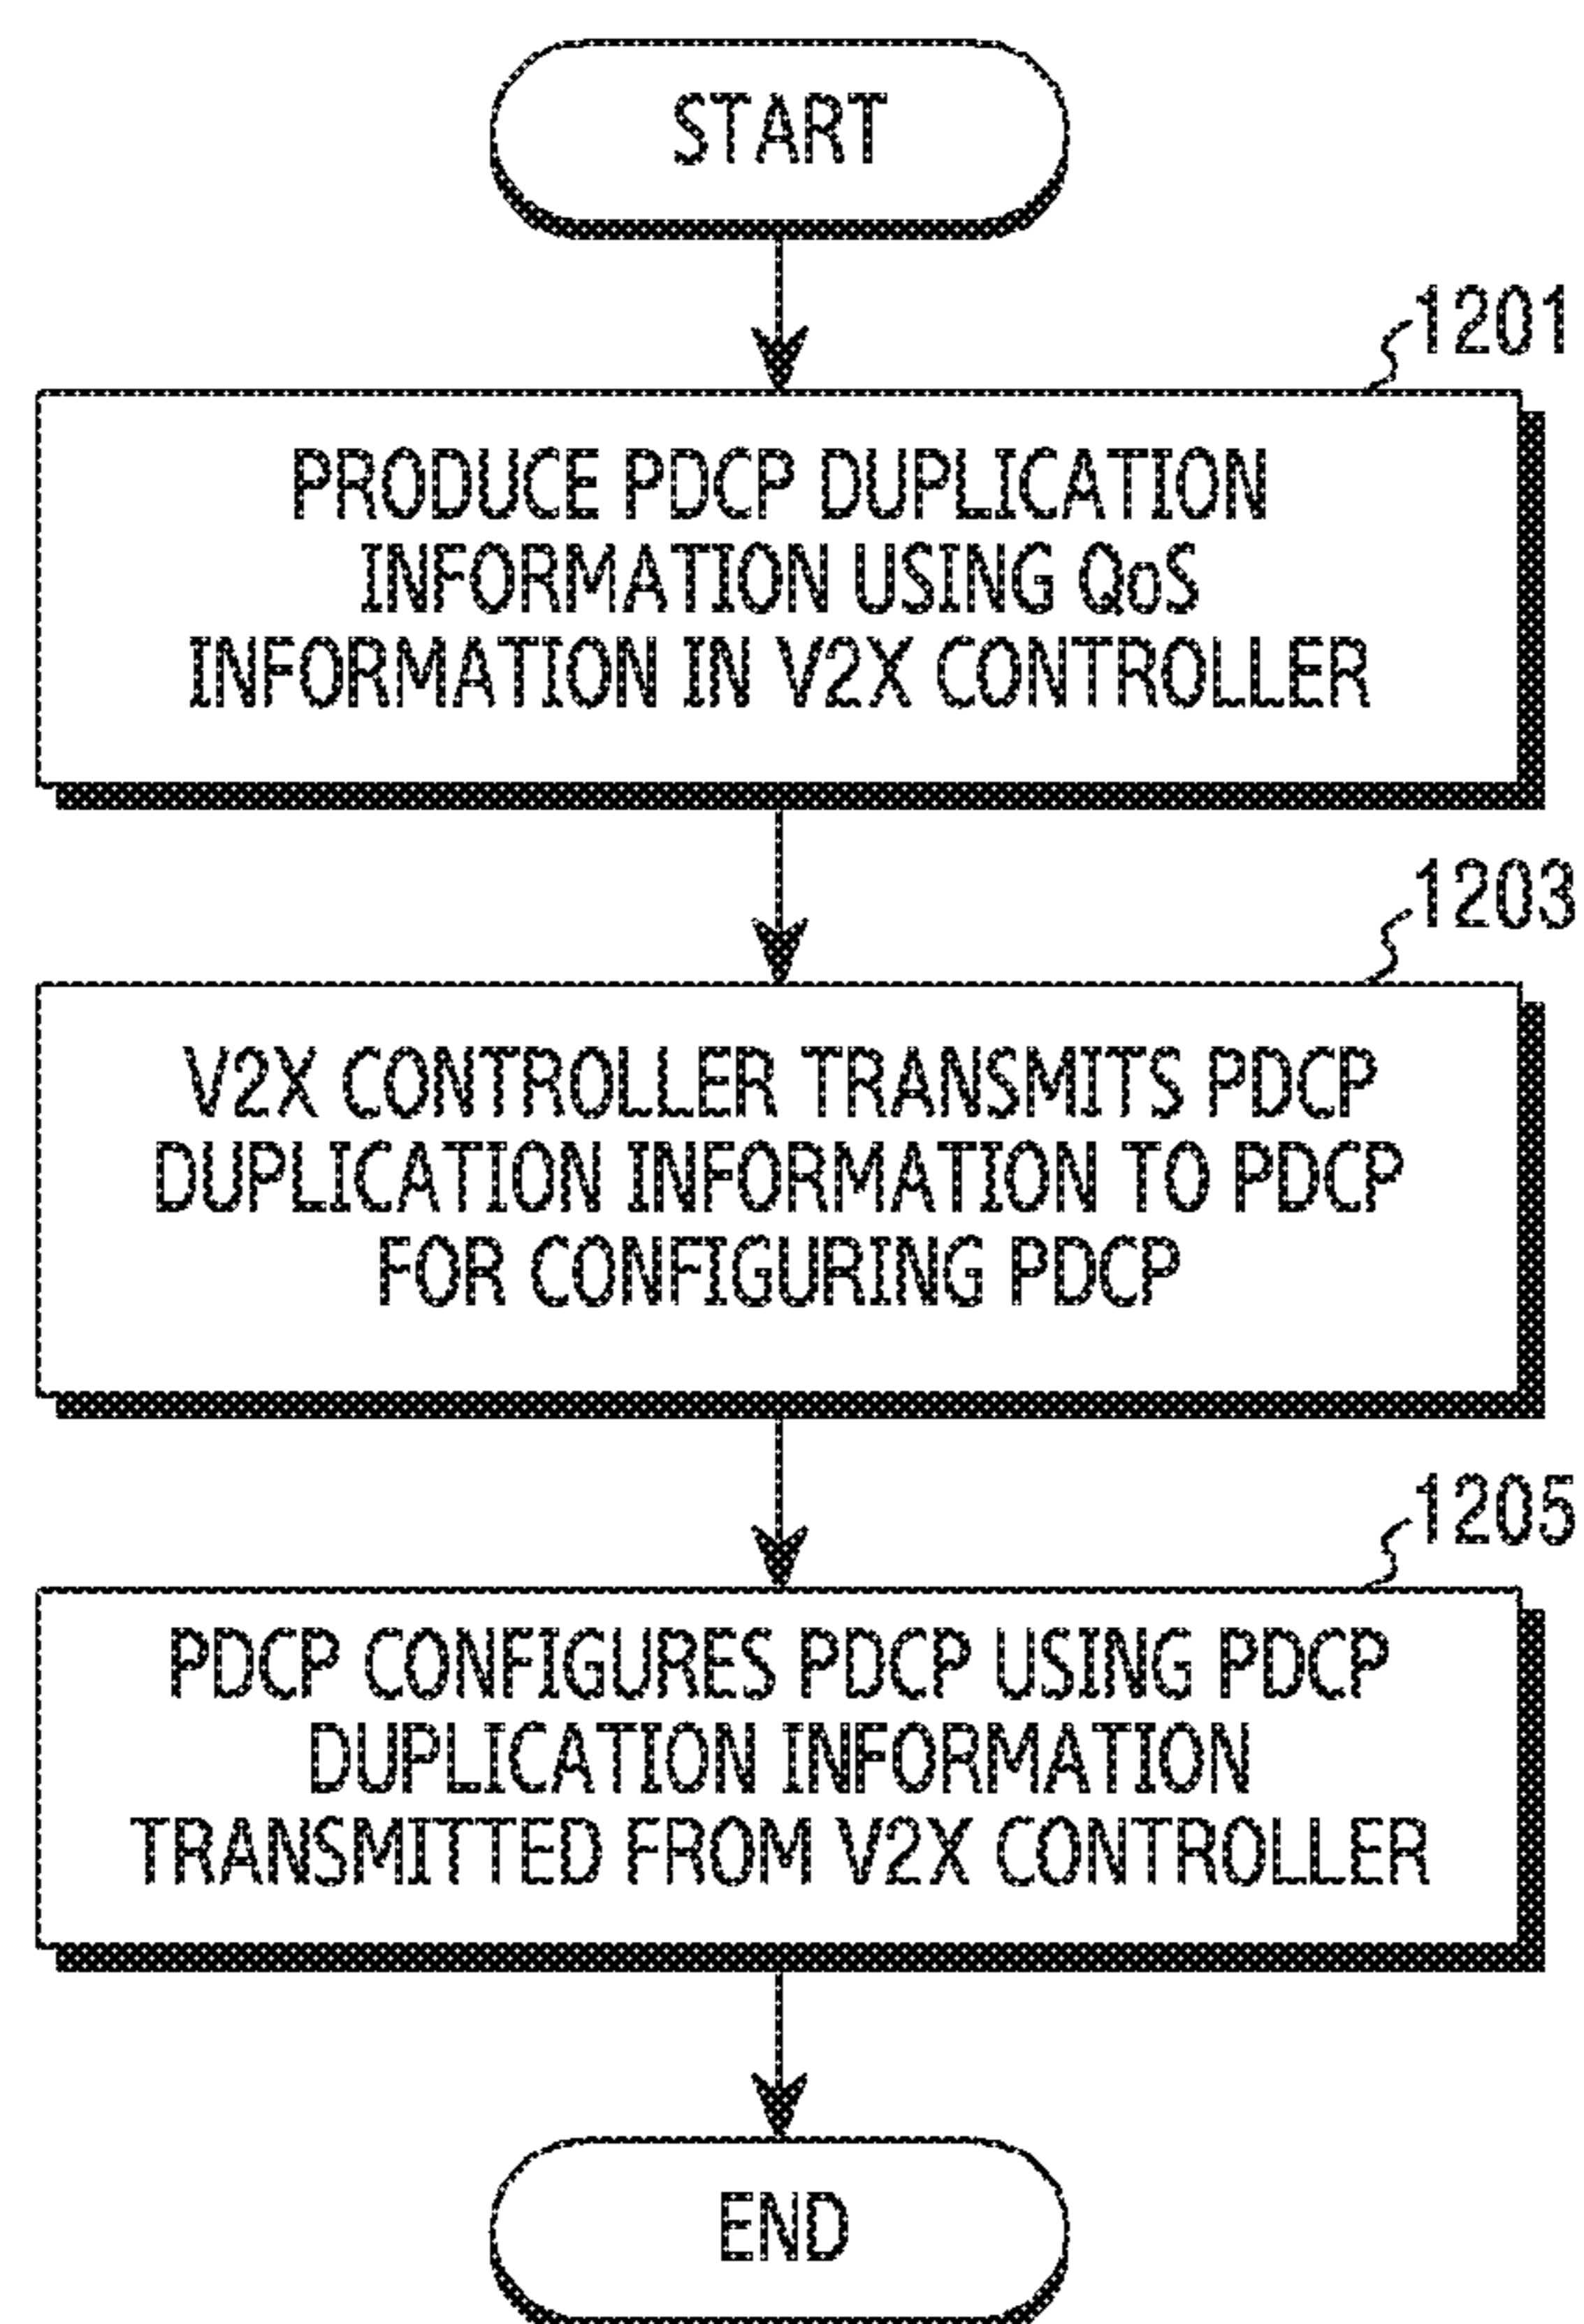 START
1201
PRODUCE PDCP DUPLICATION
INFORMATION USING QoS
INFORMATION IN V2X CONTROLLER
1203
V2X CONTROLLER TRANSMITS PDCP
DUPLICATION INFORMATION TO PDCP
FOR CONFIGURING PDCP
1205
PDCP CONFIGURES PDCP USING PDCP
DUPLICATION INFORMATION
TRANSMITTED FROM V2X CONTROLLER
END